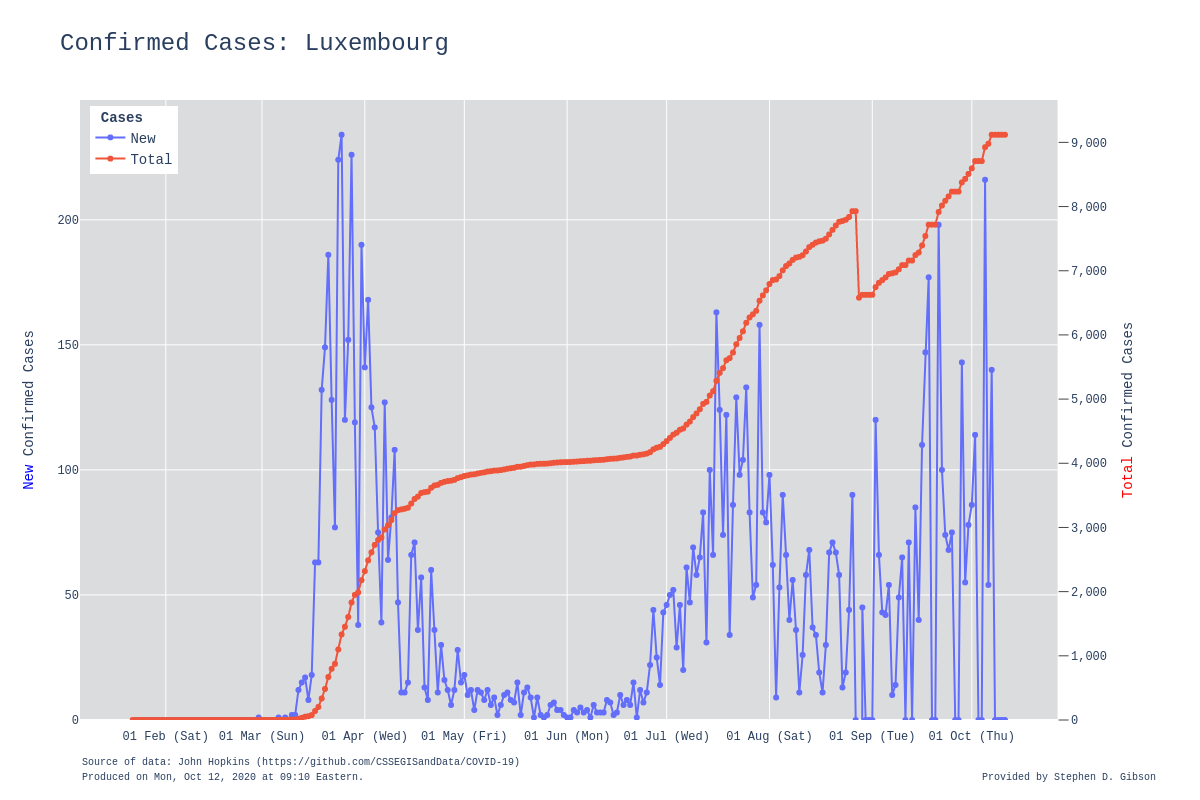 Confirmed Cases: Luxembourg
Cases
New
Total
200
150
100
50
0
9,000
8,000
7,000
6,000
5,000
4,000
3,000
2,000
1,000
0
New Confirmed Cases
Total Confirmed Cases
01 Feb (Sat)
01 Mar (Sun)
01 Apr (Wed)
01 May (Fri)
01 Jun (Mon)
01 Jul (Wed)
01 Aug (Sat)
01 Sep (Tue)
01 Oct (Thu)
Source of data: John Hopkins (https://github.com/CSSEGISandData/COVID-19)
Produced on Mon, Oct 12, 2020 at 09:10 Eastern.
Provided by Stephen D. Gibson